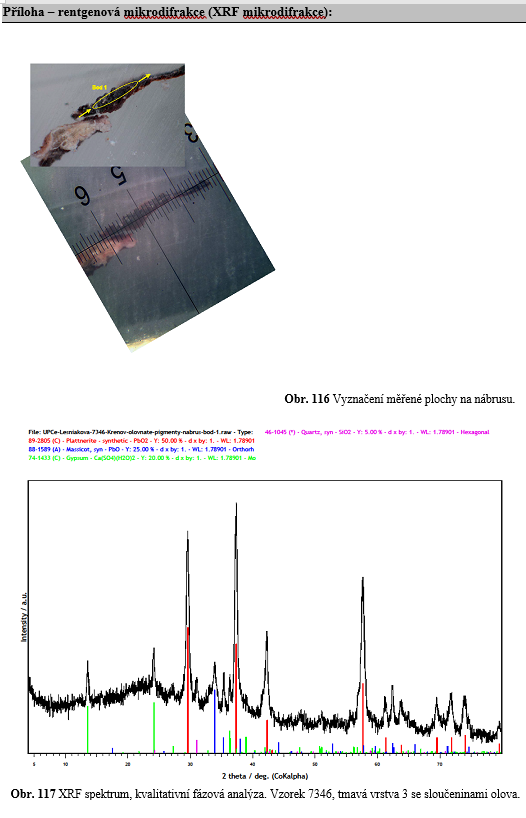 Příloha – rentgenová mikrodifrakce (XRF mikrodifrakce):
Bod 1
6 5 3
Obr. 116 Vyznačení měřené plochy na nábrusu.
File: UPCe-Lesniakova-7346-Krenov-olovnate-pigmenty-nabrus-bod-1.raw - Type: 46-1045 (*) - Quartz, syn - SiO2 - Y: 5.00 % - d x by: 1. - WL: 1.78901 - Hexagonal
89-2805 (C) - Plattnerite - synthetic - PbO2 - Y: 50.00 % - d x by: 1. - WL: 1.78901
88-1589 (A) - Massicot, syn - PbO - Y: 25.00 % - d x by: 1. - WL: 1.78901 - Orthorh
74-1433 (C) - Gypsum - Ca(SO4)(H2O)2 - Y: 20.00 % - d x by: 1. - WL: 1.78901 - Mo
Intensity / a.u.
5 10 20 30 40 50 60 70
2 theta / deg. (CoKalpha)
Obr. 117 XRF spektrum, kvalitativní fázová analýza. Vzorek 7346, tmavá vrstva 3 se sloučeninami olova.